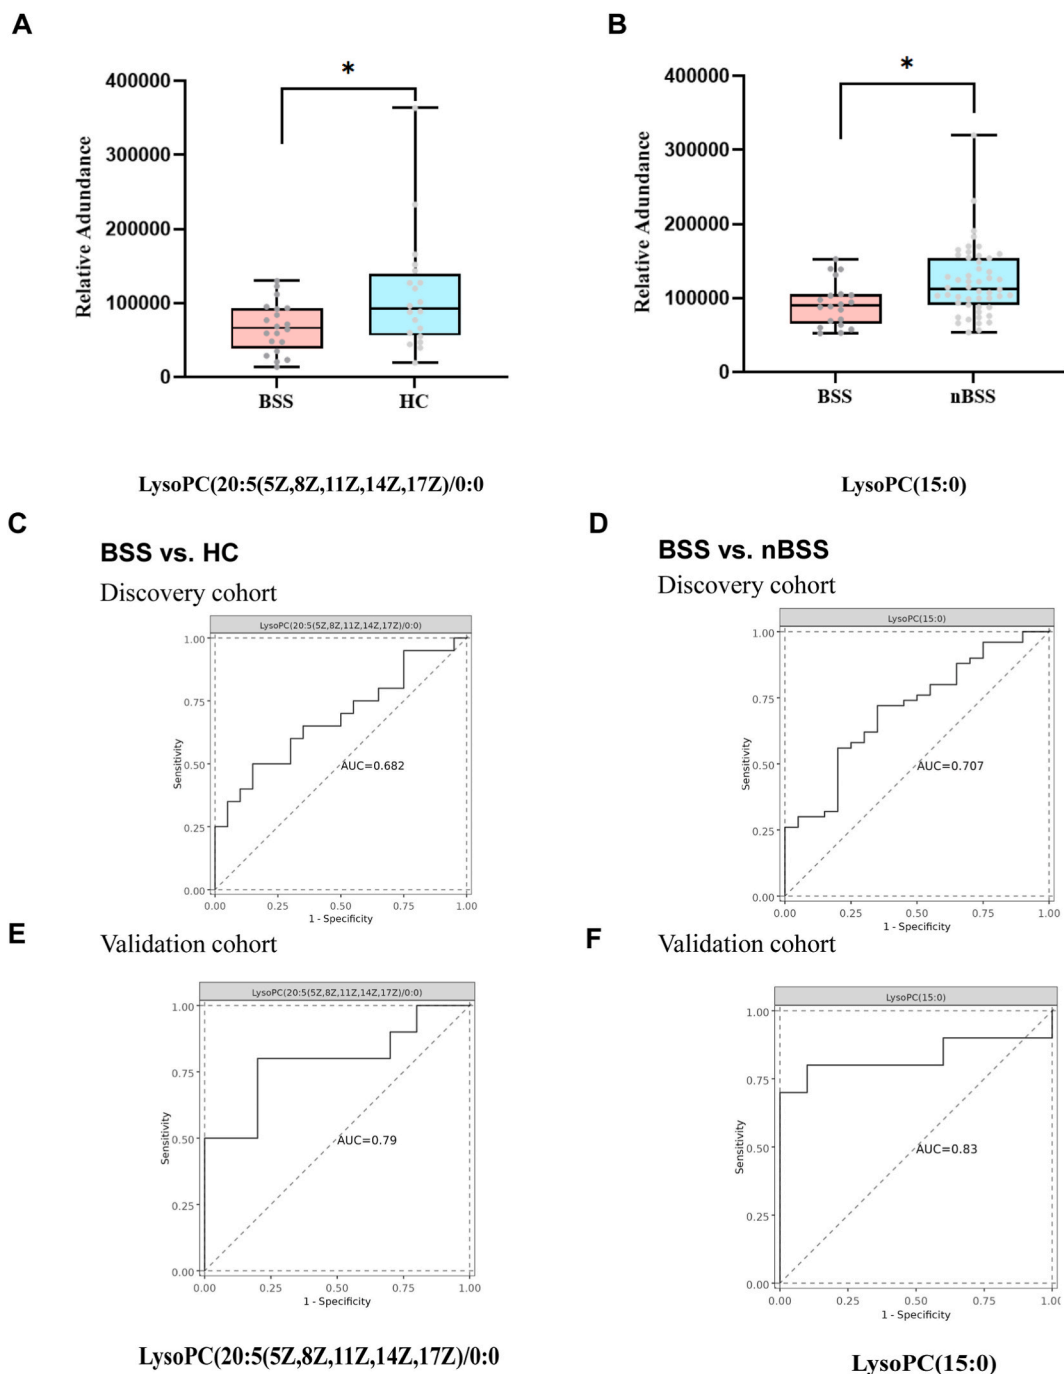 A
B
*
400000
300000
200000
100000
0
Relative Adundance
BSS
HC
LysoPC(20:5(5Z,8Z,11Z,14Z,17Z)/0:0
*
400000
300000
200000
100000
0
Relative Adundance
BSS
nBSS
LysoPC(15:0)
C
BSS vs. HC
Discovery cohort
LysoPC(20:5(5Z,8Z,11Z,14Z,17Z)/0:0)
1.00
0.75
0.50
0.25
0.00
Sensitivity
AUC=0.682
0.00 0.25 0.50 0.75 1.00
1 - Specificity
D
BSS vs. nBSS
Discovery cohort
LysoPC(15:0)
1.00
0.75
0.50
0.25
0.00
Sensitivity
AUC=0.707
0.00 0.25 0.50 0.75 1.00
1 - Specificity
E
Validation cohort
LysoPC(20:5(5Z,8Z,11Z,14Z,17Z)/0:0)
1.00
0.75
0.50
0.25
0.00
Sensitivity
AUC=0.79
0.00 0.25 0.50 0.75 1.00
1 - Specificity
LysoPC(20:5(5Z,8Z,11Z,14Z,17Z)/0:0
F
Validation cohort
LysoPC(15:0)
1.00
0.75
0.50
0.25
0.00
Sensitivity
AUC=0.83
0.00 0.25 0.50 0.75 1.00
1 - Specificity
LysoPC(15:0)